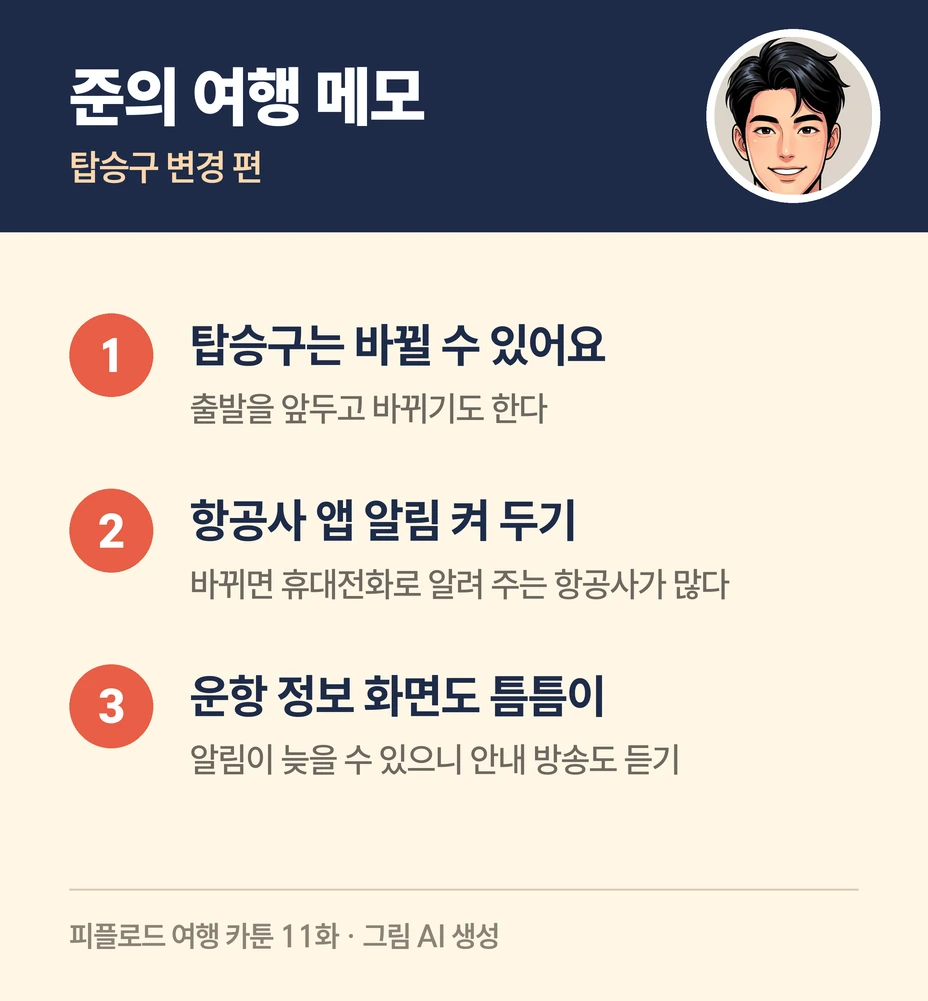 준의 여행 메모
탑승구 변경 편
1
탑승구는 바뀔 수 있어요
출발을 앞두고 바뀌기도 한다
2
항공사 앱 알림 켜 두기
바뀌면 휴대전화로 알려 주는 항공사가 많다
3
운항 정보 화면도 틈틈이
알림이 늦을 수 있으니 안내 방송도 듣기
피플로드 여행 카툰 11화 · 그림 AI 생성